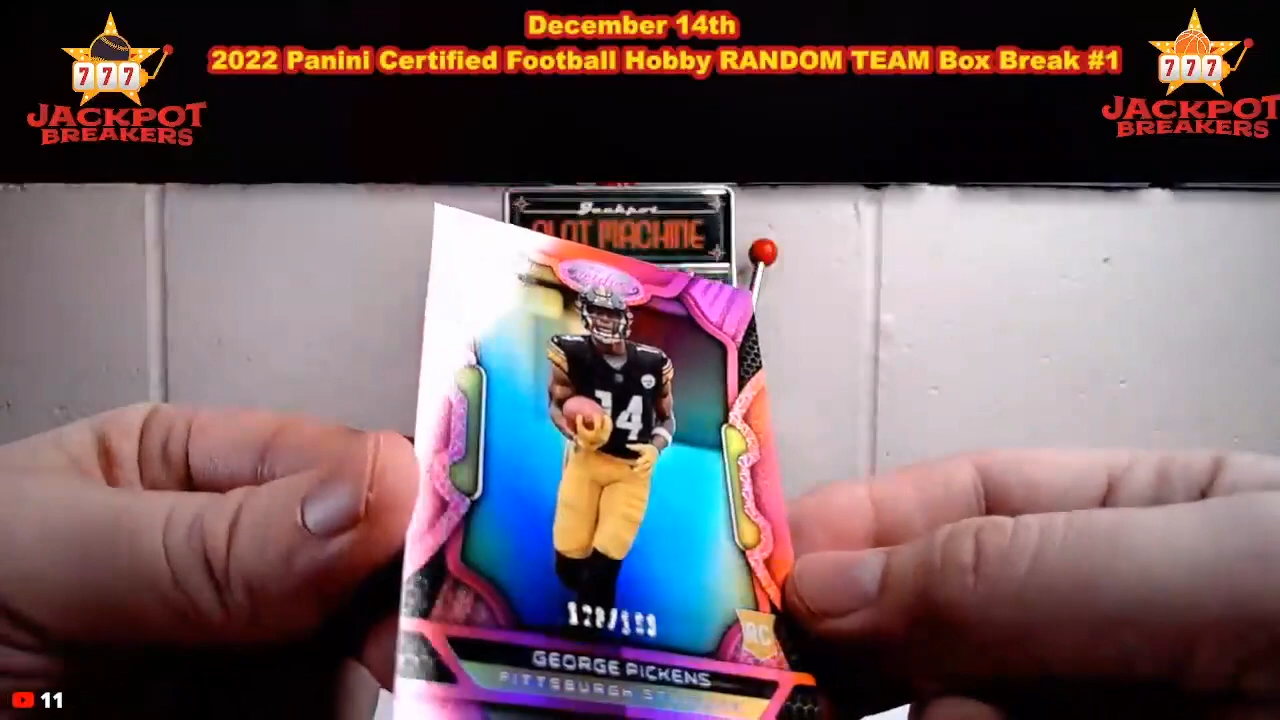 December 14th
2022 Panini Certified Football Hobby RANDOM TEAM Box Break #1
777
JACKPOT
BREAKERS
777
JACKPOT
BREAKERS
Jackpot
SLOT MACHINE
14
RC
GEORGE PICKENS
PITTSBURGH
11